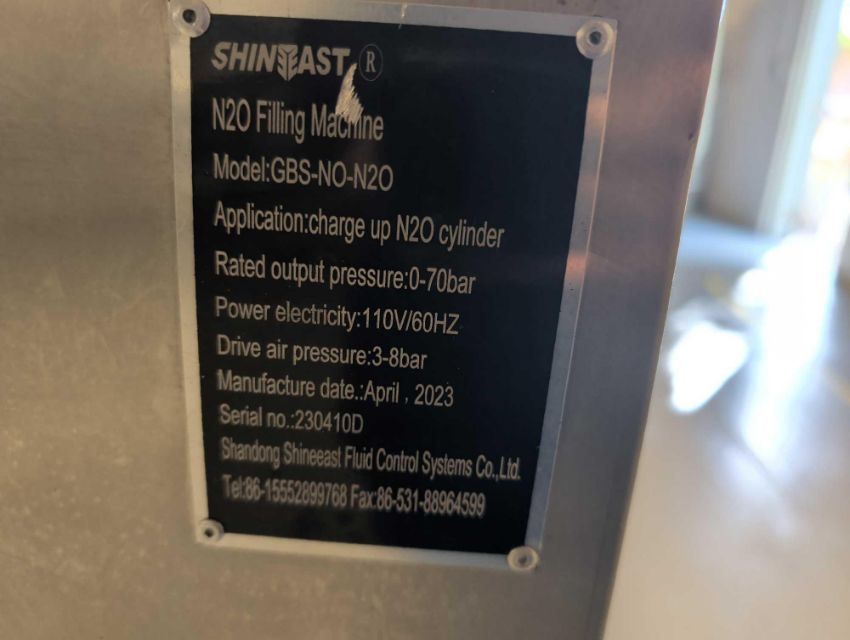 SHINEEAST ®
N2O Filling Machine
Model:GBS-NO-N2O
Application:charge up N2O cylinder
Rated output pressure:0-70bar
Power electricity:110V/60HZ
Drive air pressure:3-8bar
Manufacture date.:April , 2023
Serial no.:230410D
Shandong Shineeast Fluid Control Systems Co.,Ltd.
Tel:86-15552899768 Fax:86-531-88964599